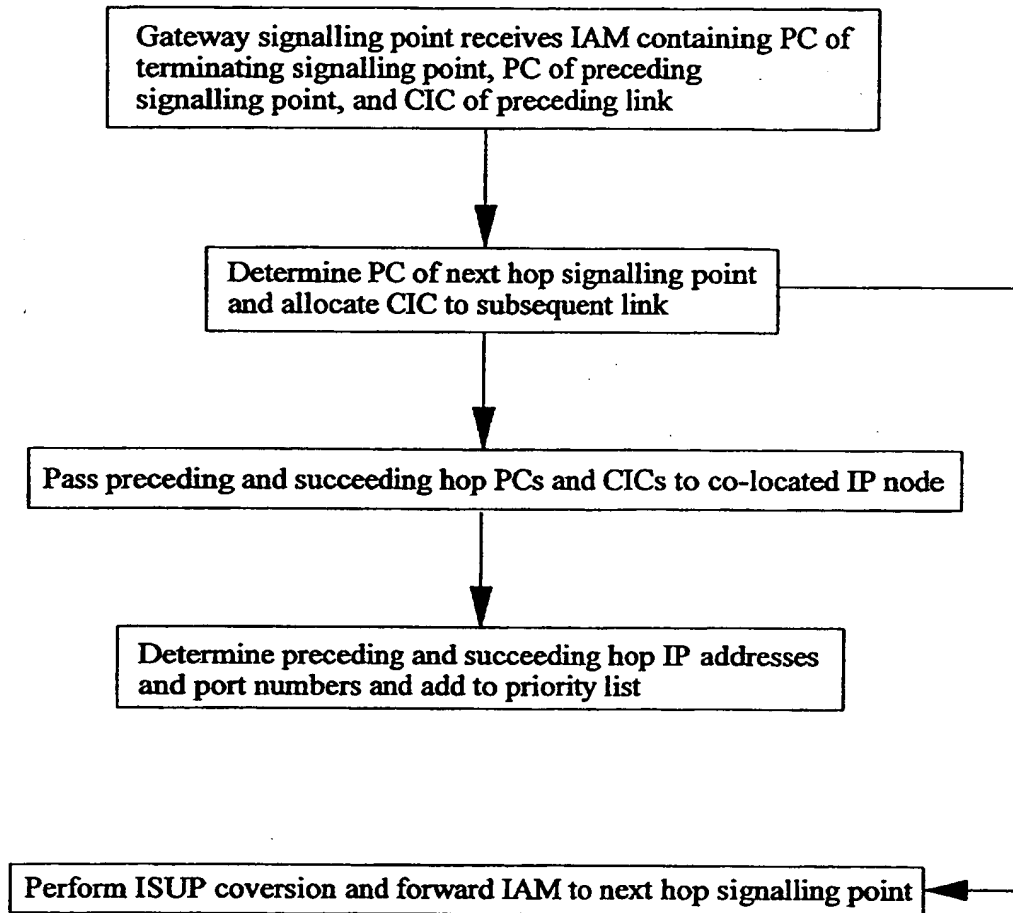 Gateway signalling point receives IAM containing PC of
terminating signalling point, PC of preceding
signalling point, and CIC of preceding link
Determine PC of next hop signalling point
and allocate CIC to subsequent link
Pass preceding and succeeding hop PCs and CICs to co-located IP node
Determine preceding and succeeding hop IP addresses
and port numbers and add to priority list
Perform ISUP coversion and forward IAM to next hop signalling point